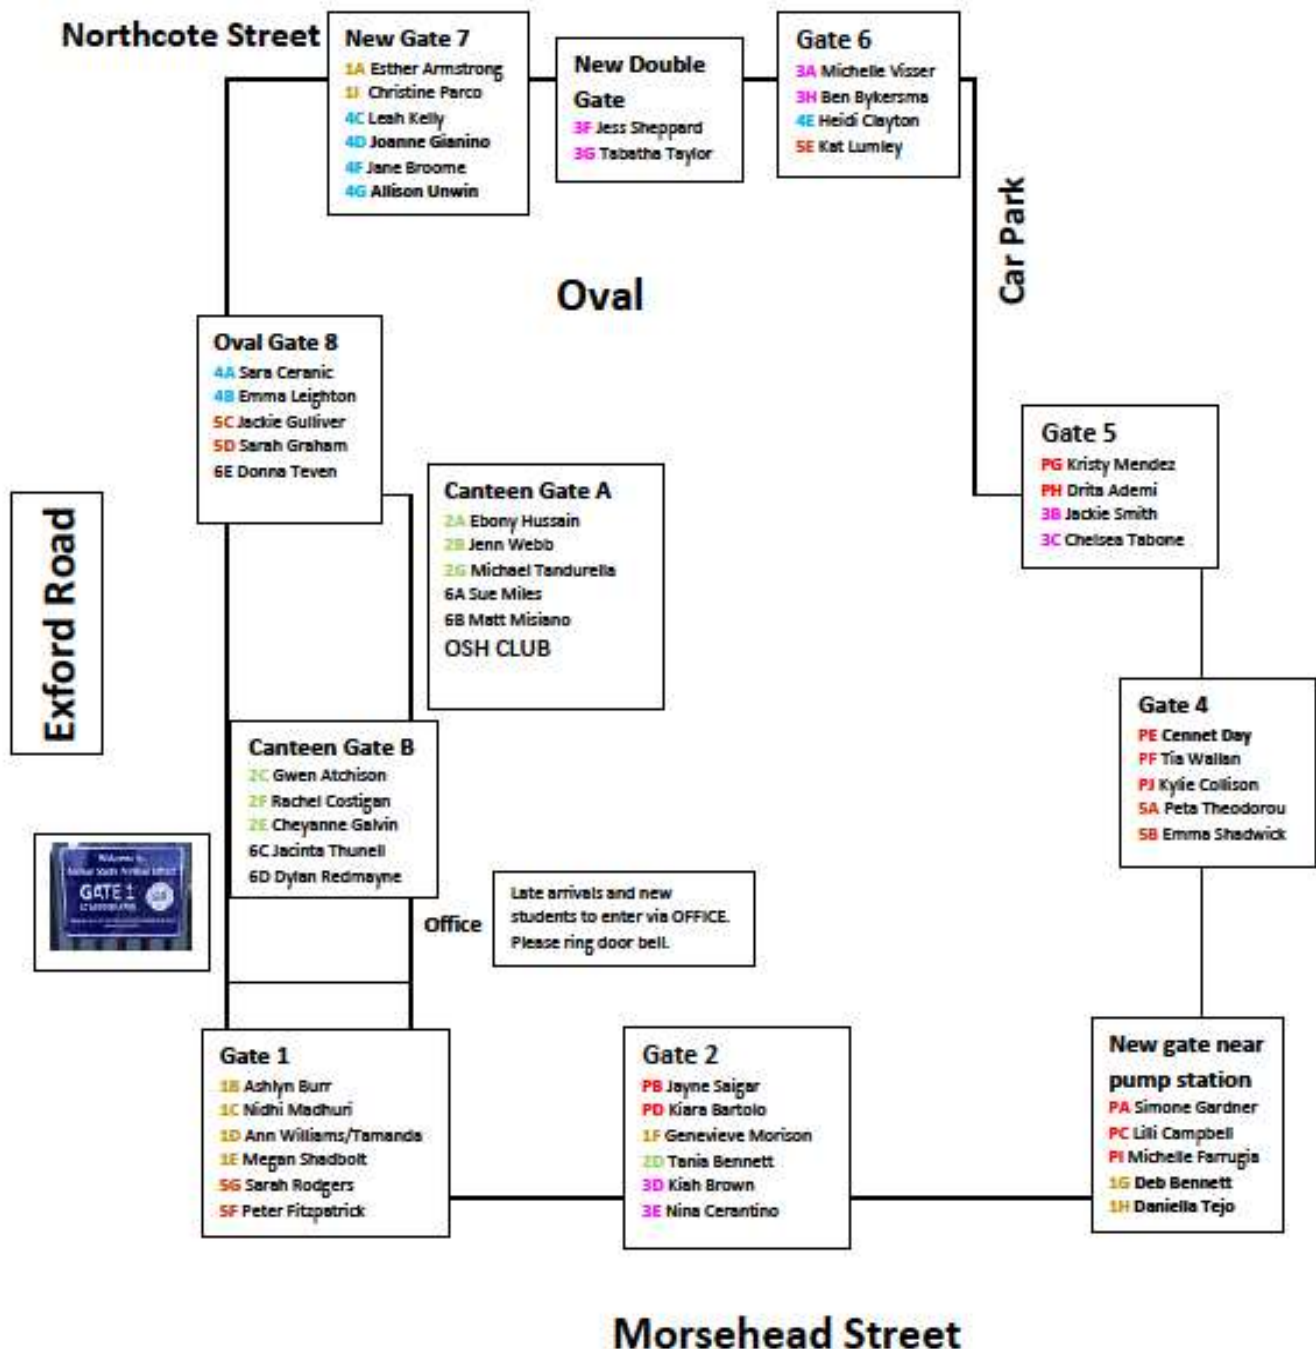 Northcote Street
New Gate 7
1A Esther Armstrong
1I Christine Parco
4C Leah Kelly
4D Joanne Gianino
4F Jane Broome
4G Allison Unwin
New Double
Gate
3F Jess Sheppard
3G Tabatha Taylor
Gate 6
3A Michelle Visser
3H Ben Bykersma
4E Heidi Clayton
5E Kat Lumley
Car Park
Oval
Oval Gate 8
4A Sara Ceranic
4B Emma Leighton
5C Jackie Gulliver
5D Sarah Graham
6E Donna Teven
Gate 5
PG Kristy Mendez
PH Drita Ademi
3B Jackie Smith
3C Chelsea Tabone
Canteen Gate A
2A Ebony Hussain
2B Jenn Webb
2G Michael Tandurella
6A Sue Miles
6B Matt Misiano
OSH CLUB
Exford Road
Gate 4
PE Cennet Day
PF Tia Wallan
PJ Kylie Collison
5A Peta Theodorou
5B Emma Shadwick
Canteen Gate B
2C Gwen Atchison
2F Rachel Costigan
2E Cheyanne Galvin
6C Jacinta Thunell
6D Dylan Redmayne
Welcome to
GATE 1
Office
Late arrivals and new
students to enter via OFFICE.
Please ring door bell.
Gate 1
1B Ashlyn Burr
1C Nidhi Madhuri
1D Ann Williams/Tamanda
1E Megan Shadbolt
5G Sarah Rodgers
5F Peter Fitzpatrick
Gate 2
PB Jayne Saigar
PD Kiara Bartolo
1F Genevieve Morison
2D Tania Bennett
3D Kiah Brown
3E Nina Cerantino
New gate near
pump station
PA Simone Gardner
PC Lilli Campbell
PI Michelle Farrugia
1G Deb Bennett
1H Daniella Tejo
Morsehead Street